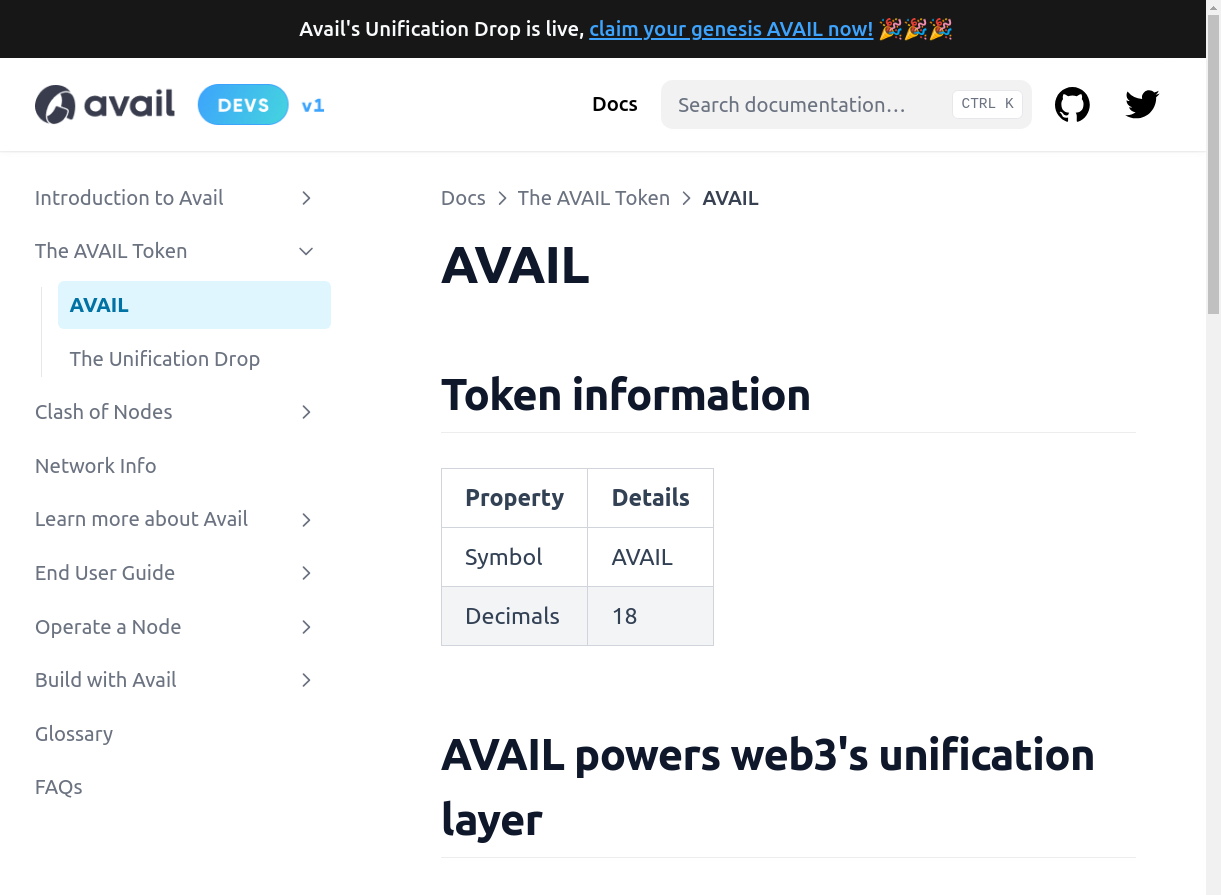 Avail's Unification Drop is live, claim your genesis AVAIL now! 🎉🎉🎉
avail DEVS v1 Docs Search documentation… CTRL K
Introduction to Avail
The AVAIL Token
AVAIL
The Unification Drop
Clash of Nodes
Network Info
Learn more about Avail
End User Guide
Operate a Node
Build with Avail
Glossary
FAQs
Docs > The AVAIL Token > AVAIL
AVAIL
Token information
Property Details
Symbol AVAIL
Decimals 18
AVAIL powers web3's unification
layer